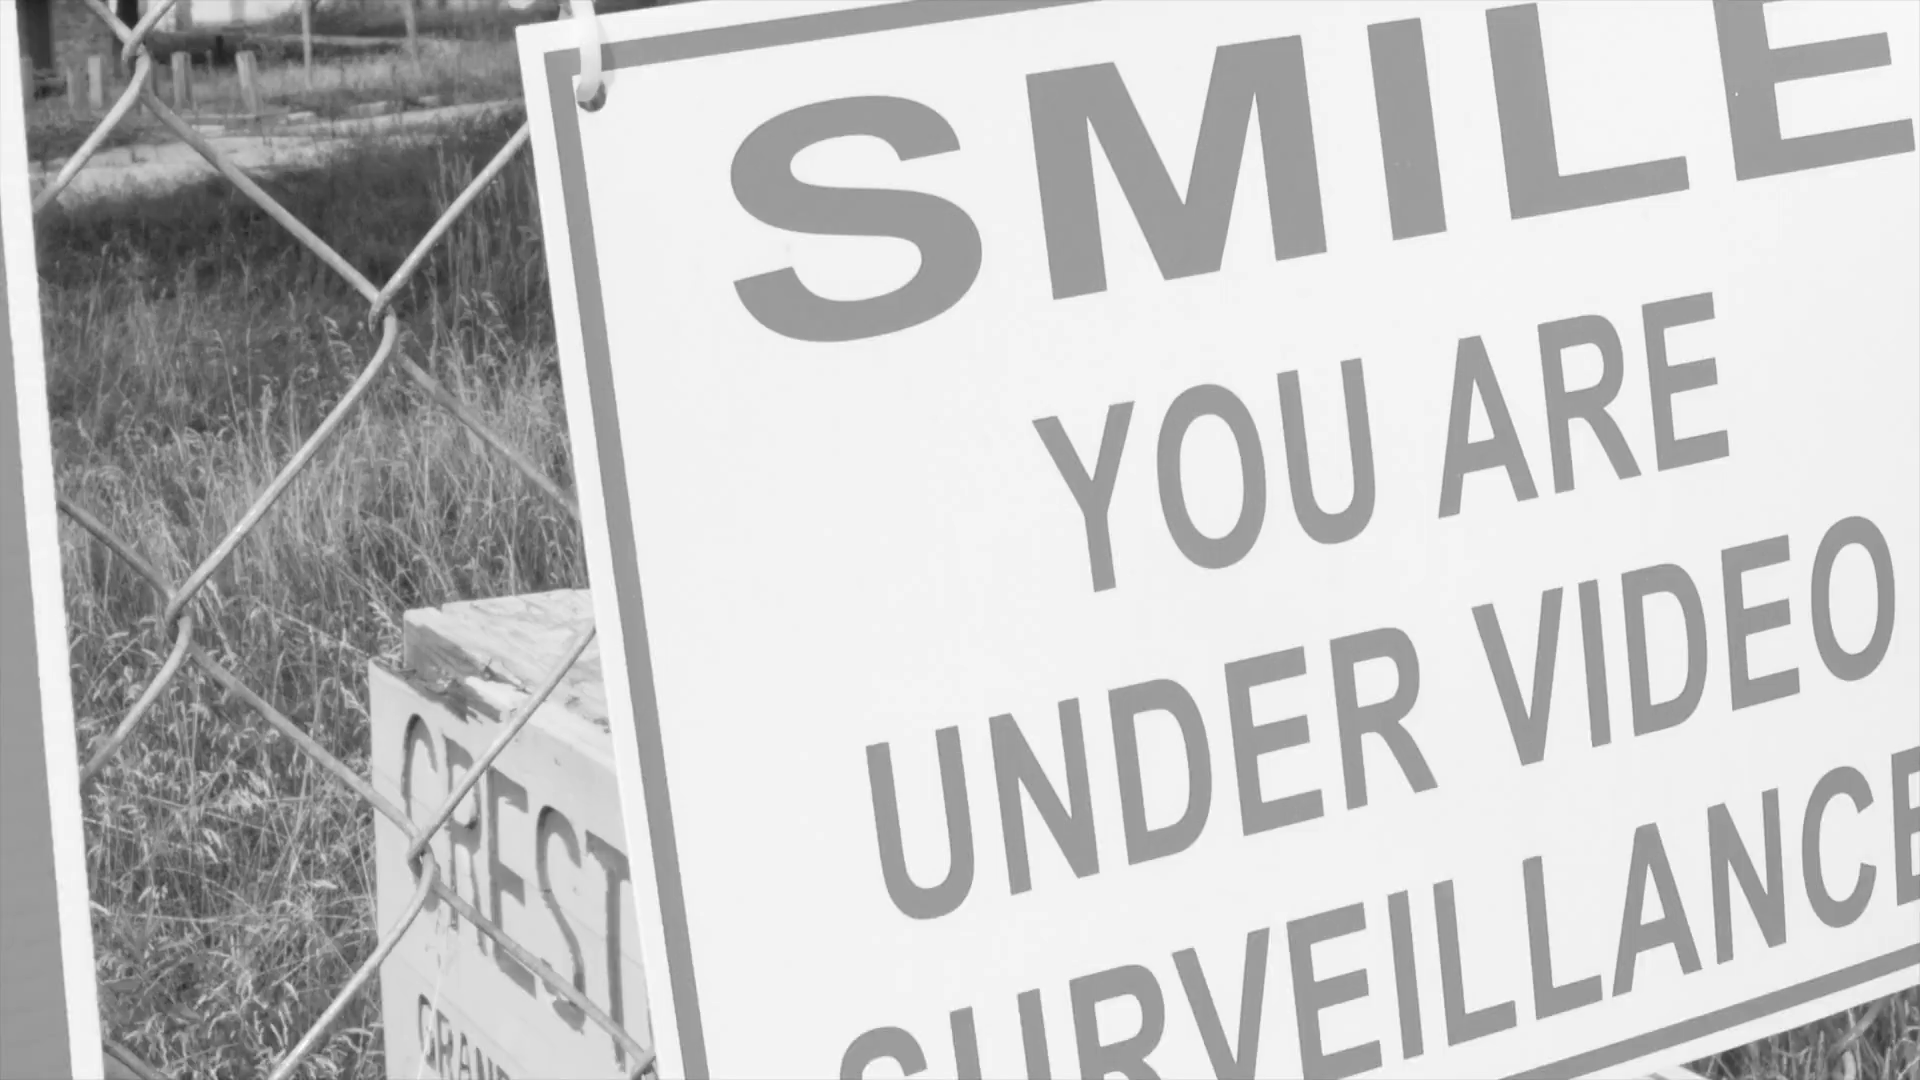 SMILE
YOU ARE
UNDER VIDEO
SURVEILLANCE
CREST